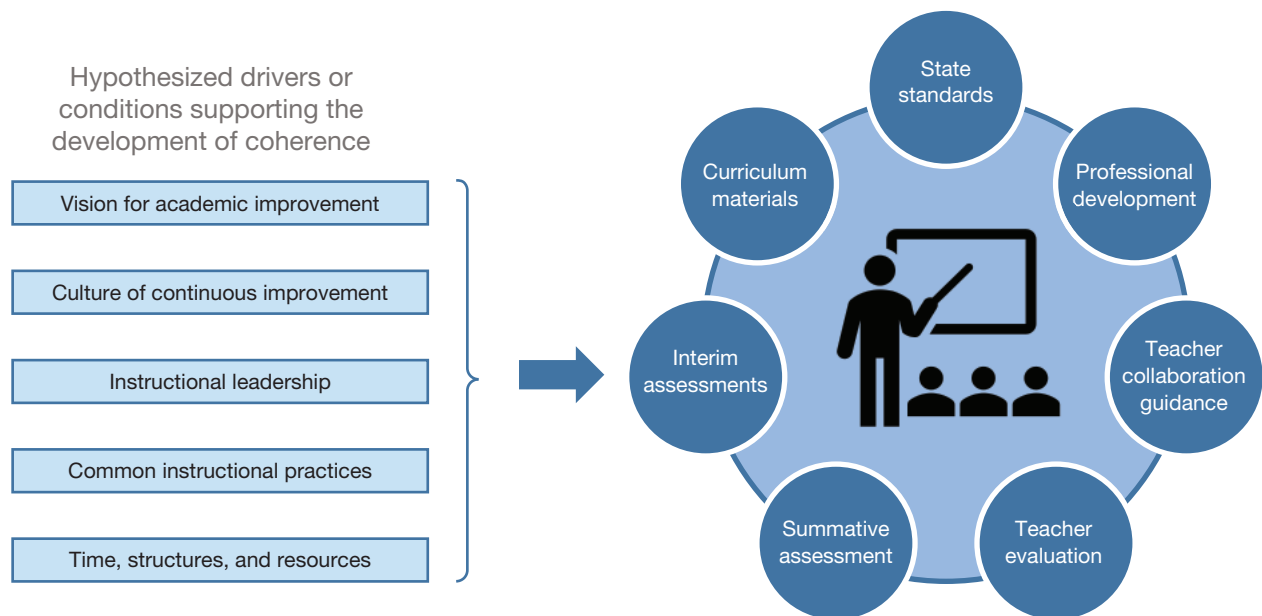 Hypothesized drivers or
conditions supporting the
development of coherence
Vision for academic improvement
Culture of continuous improvement
Instructional leadership
Common instructional practices
Time, structures, and resources
State
standards
Professional
development
Teacher
collaboration
guidance
Teacher
evaluation
Summative
assessment
Interim
assessments
Curriculum
materials